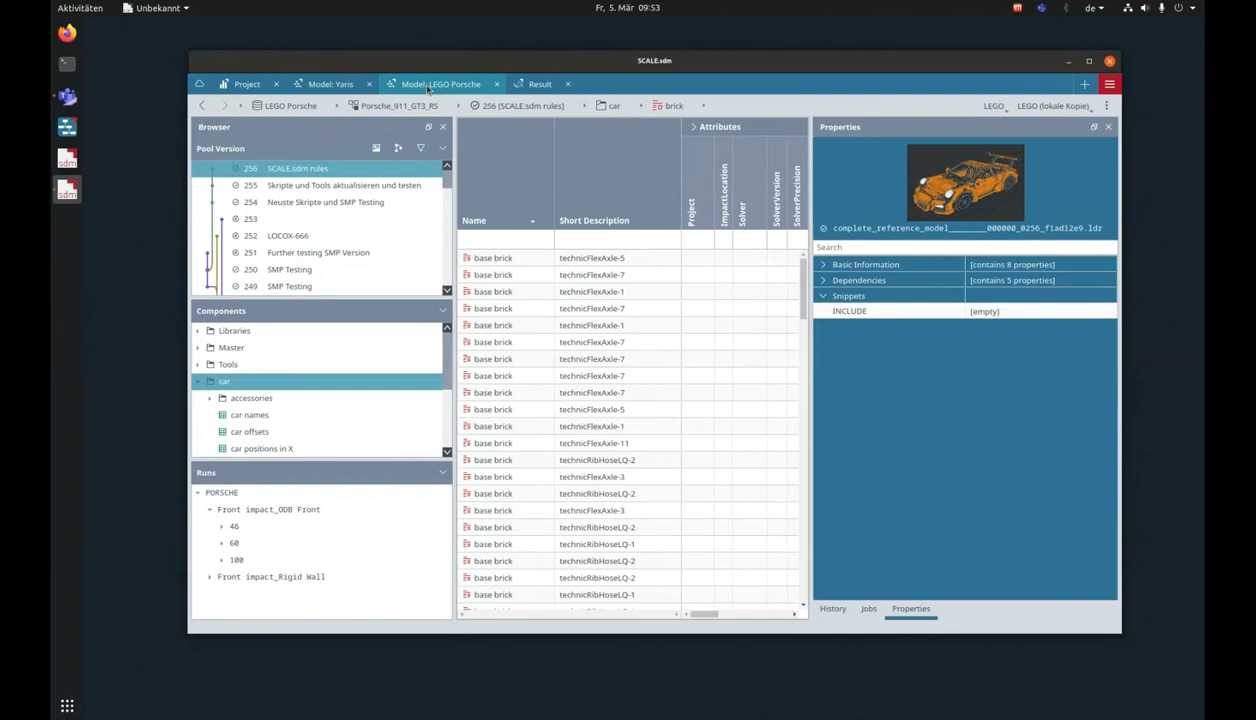 Aktivitäten
Unbekannt
Fr, 5. Mär 09:53
de
SCALE.sdm
Project
Model: Yaris
Model: LEGO Porsche
Result
LEGO Porsche
Porsche_911_GT3_RS
256 [SCALE.sdm rules]
car
brick
LEGO
LEGO (lokale Kopie)
Browser
Pool Version
256 SCALE.sdm rules
255 Skripte und Tools aktualisieren und testen
254 Neuste Skripte und SMP Testing
253
252 LOCOX-666
251 Further testing SMP Version
250 SMP Testing
249 SMP Testing
Components
Libraries
Master
Tools
car
accessories
car names
car offsets
car positions in X
Runs
PORSCHE
Front impact_ODB Front
46
60
100
Front impact_Rigid Wall
Attributes
Name
Short Description
Project
ImpactLocation
Solver
SolverVersion
SolverPrecision
base brick technicFlexAxle-5
base brick technicFlexAxle-7
base brick technicFlexAxle-1
base brick technicFlexAxle-7
base brick technicFlexAxle-1
base brick technicFlexAxle-7
base brick technicFlexAxle-7
base brick technicFlexAxle-7
base brick technicFlexAxle-7
base brick technicFlexAxle-5
base brick technicFlexAxle-1
base brick technicFlexAxle-11
base brick technicRibHoseLQ-2
base brick technicFlexAxle-3
base brick technicRibHoseLQ-2
base brick technicFlexAxle-3
base brick technicRibHoseLQ-2
base brick technicRibHoseLQ-1
base brick technicRibHoseLQ-2
base brick technicRibHoseLQ-2
base brick technicRibHoseLQ-1
Properties
complete_reference_model________000000_0256_f1ad12e9.ldr
Search
Basic Information [contains 8 properties]
Dependencies [contains 5 properties]
Snippets
INCLUDE [empty]
History
Jobs
Properties
sdm
sdm